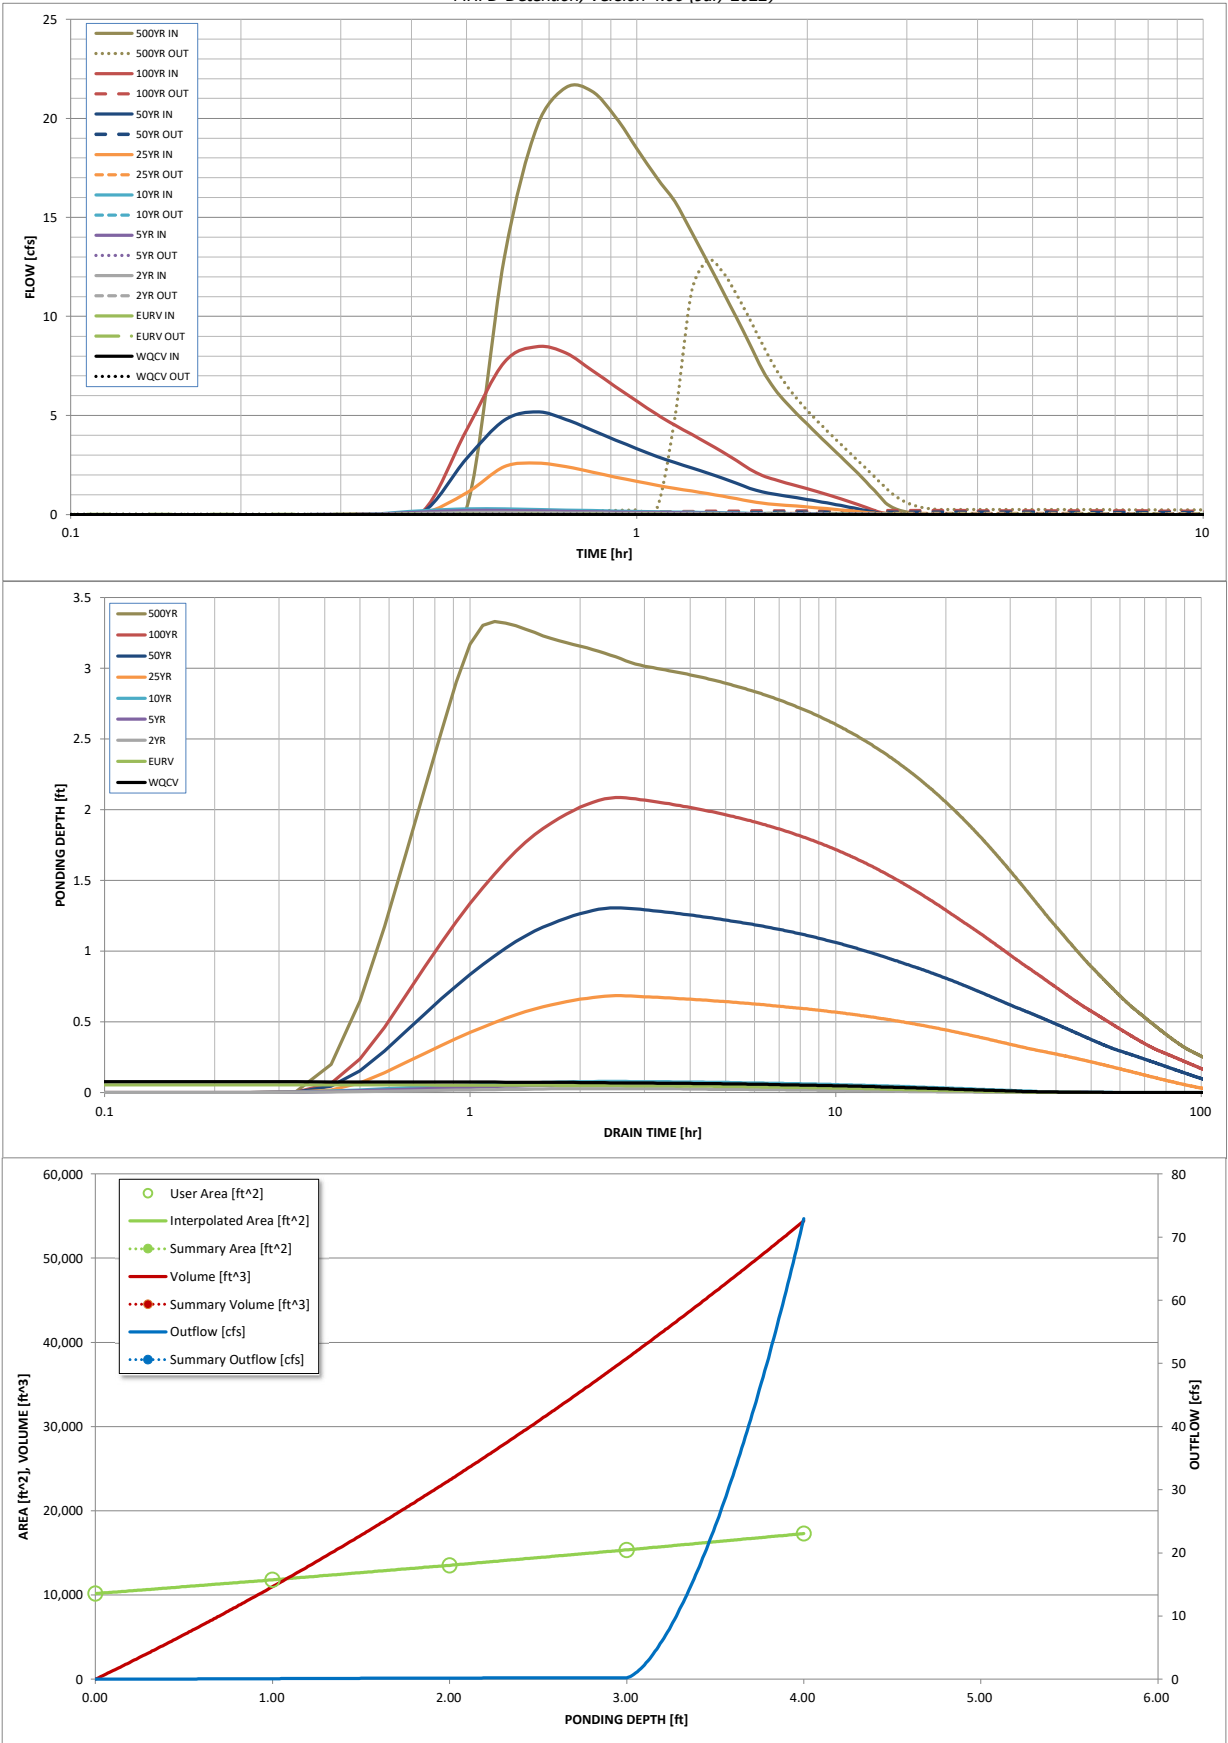 MHFD-Detention, Version 4.06 (July 2022)
25
20
15
10
5
0
FLOW [cfs]
500YR IN
500YR OUT
100YR IN
100YR OUT
50YR IN
50YR OUT
25YR IN
25YR OUT
10YR IN
10YR OUT
5YR IN
5YR OUT
2YR IN
2YR OUT
EURV IN
EURV OUT
WQCV IN
WQCV OUT
0.1
1
10
TIME [hr]
3.5
3
2.5
2
1.5
1
0.5
0
PONDING DEPTH [ft]
500YR
100YR
50YR
25YR
10YR
5YR
2YR
EURV
WQCV
0.1
1
10
100
DRAIN TIME [hr]
60,000
50,000
40,000
30,000
20,000
10,000
0
AREA [ft^2], VOLUME [ft^3]
User Area [ft^2]
Interpolated Area [ft^2]
Summary Area [ft^2]
Volume [ft^3]
Summary Volume [ft^3]
Outflow [cfs]
Summary Outflow [cfs]
80
70
60
50
40
30
20
10
0
OUTFLOW [cfs]
0.00
1.00
2.00
3.00
4.00
5.00
6.00
PONDING DEPTH [ft]